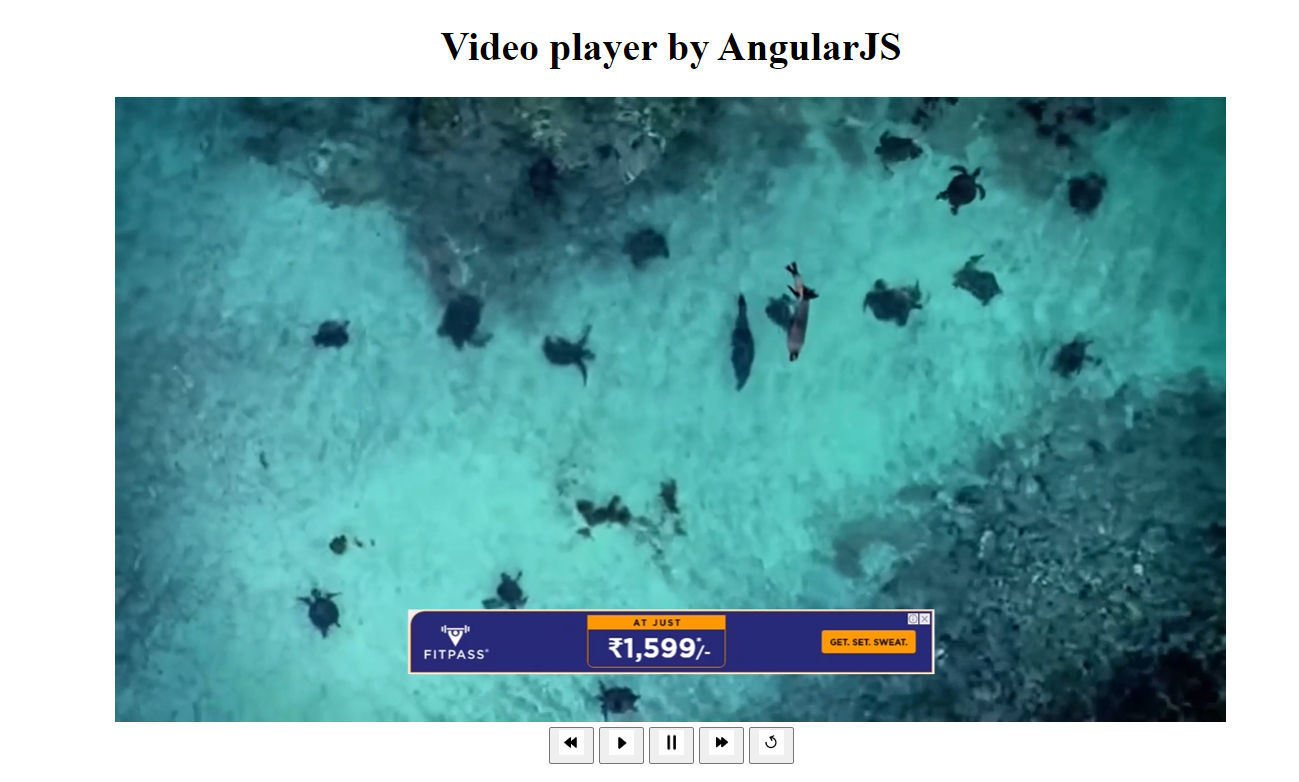 Video player by AngularJS
AT JUST
FITPASS®
₹1,599*/-
GET. SET. SWEAT.